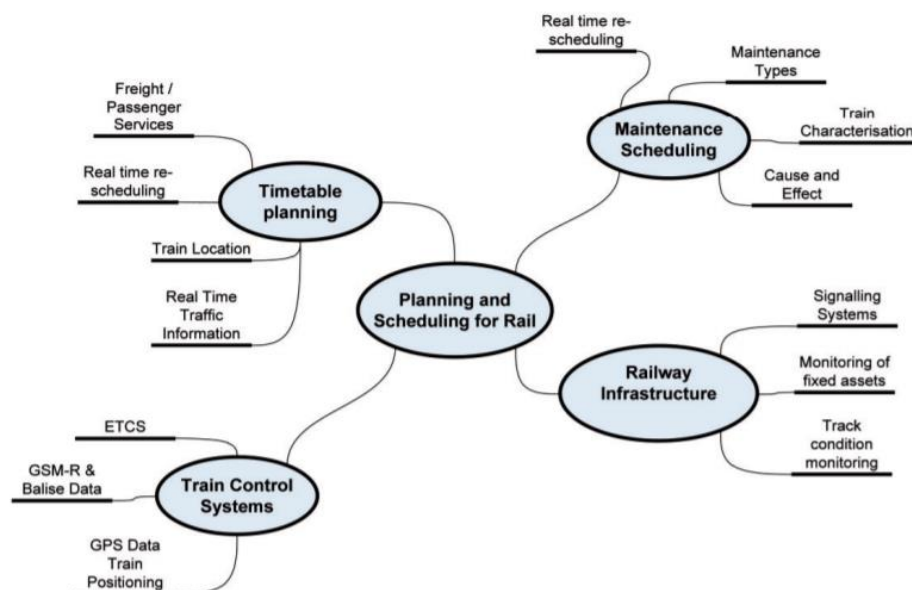 Real time re-
scheduling
Maintenance
Types
Train
Characterisation
Maintenance
Scheduling
Cause and
Effect
Freight /
Passenger
Services
Real time re-
scheduling
Timetable
planning
Train Location
Real Time
Traffic
Information
Planning and
Scheduling for Rail
Signalling
Systems
Railway
Infrastructure
Monitoring of
fixed assets
Track
condition
monitoring
ETCS
GSM-R &
Balise Data
Train Control
Systems
GPS Data
Train
Positioning